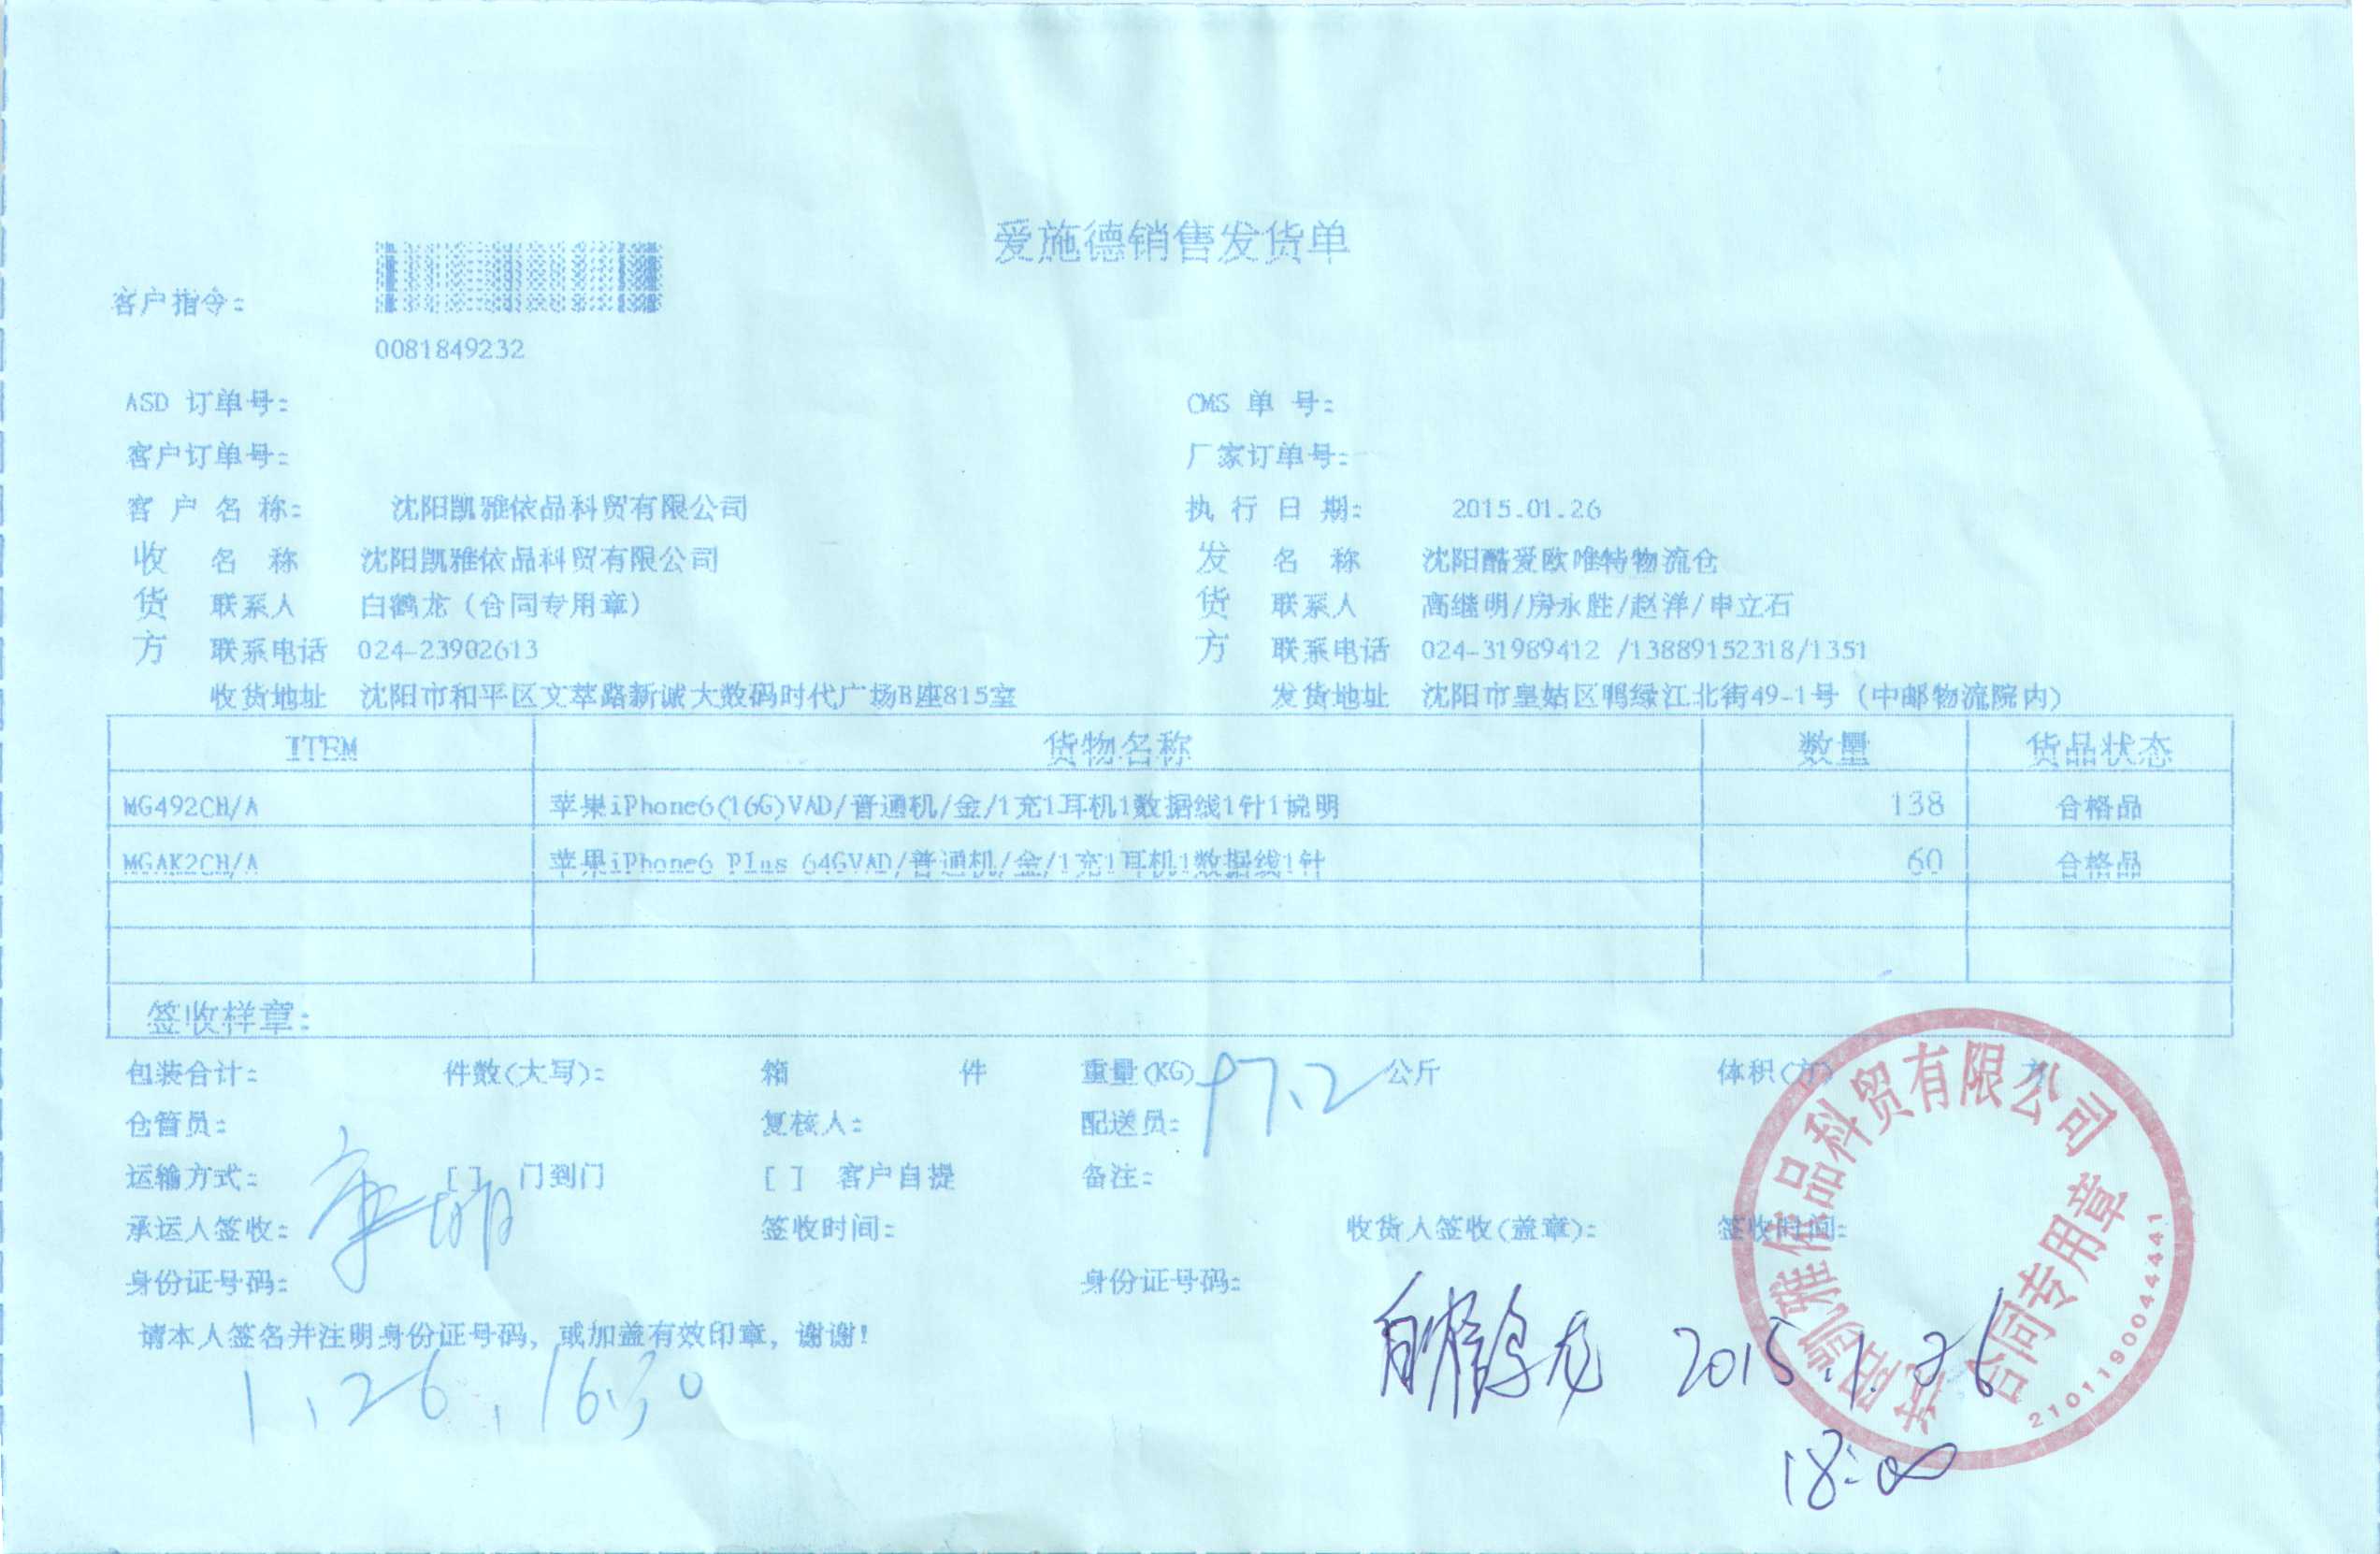 爱施德销售发货单
客户指令:
0081849232
ASD 订单号: CMS 单 号:
客户订单号: 厂家订单号:
客 户 名 称: 沈阳凯雅依品科贸有限公司 执 行 日 期: 2015.01.26
收 名 称 沈阳凯雅依品科贸有限公司 发 名 称 沈阳酷爱欧唯特物流仓
货 联系人 白鹤龙(合同专用章) 货 联系人 高继明/房永胜/赵洋/申立石
方 联系电话 024-23902613 方 联系电话 024-31989412 /13889152318/1351
收货地址 沈阳市和平区文萃路新诚大数码时代广场B座815室 发货地址 沈阳市皇姑区鸭绿江北街49-1号 (中邮物流院内)
ITEM 货物名称 数量 货品状态
MG492CH/A 苹果iPhone6(16G)VAD/普通机/金/1充1耳机1数据线1针1说明 138 合格品
MGAK2CH/A 苹果iPhone6 Plus 64GVAD/普通机/金/1充1耳机1数据线1针 60 合格品
签收样章:
包装合计: 件数(大写): 箱 件 重量(KG) 97.2 公斤 体积(方) 方
仓管员: 复核人: 配送员:
运输方式: [ ] 门到门 [ ] 客户自提 备注:
承运人签收: 签收时间: 收货人签收(盖章): 签收时间:
身份证号码: 身份证号码:
请本人签名并注明身份证号码, 或加盖有效印章, 谢谢!
1.26. 16:30
白鹤龙 2015.1.26
18:00
沈阳凯雅依品科贸有限公司
合同专用章
2101190044441